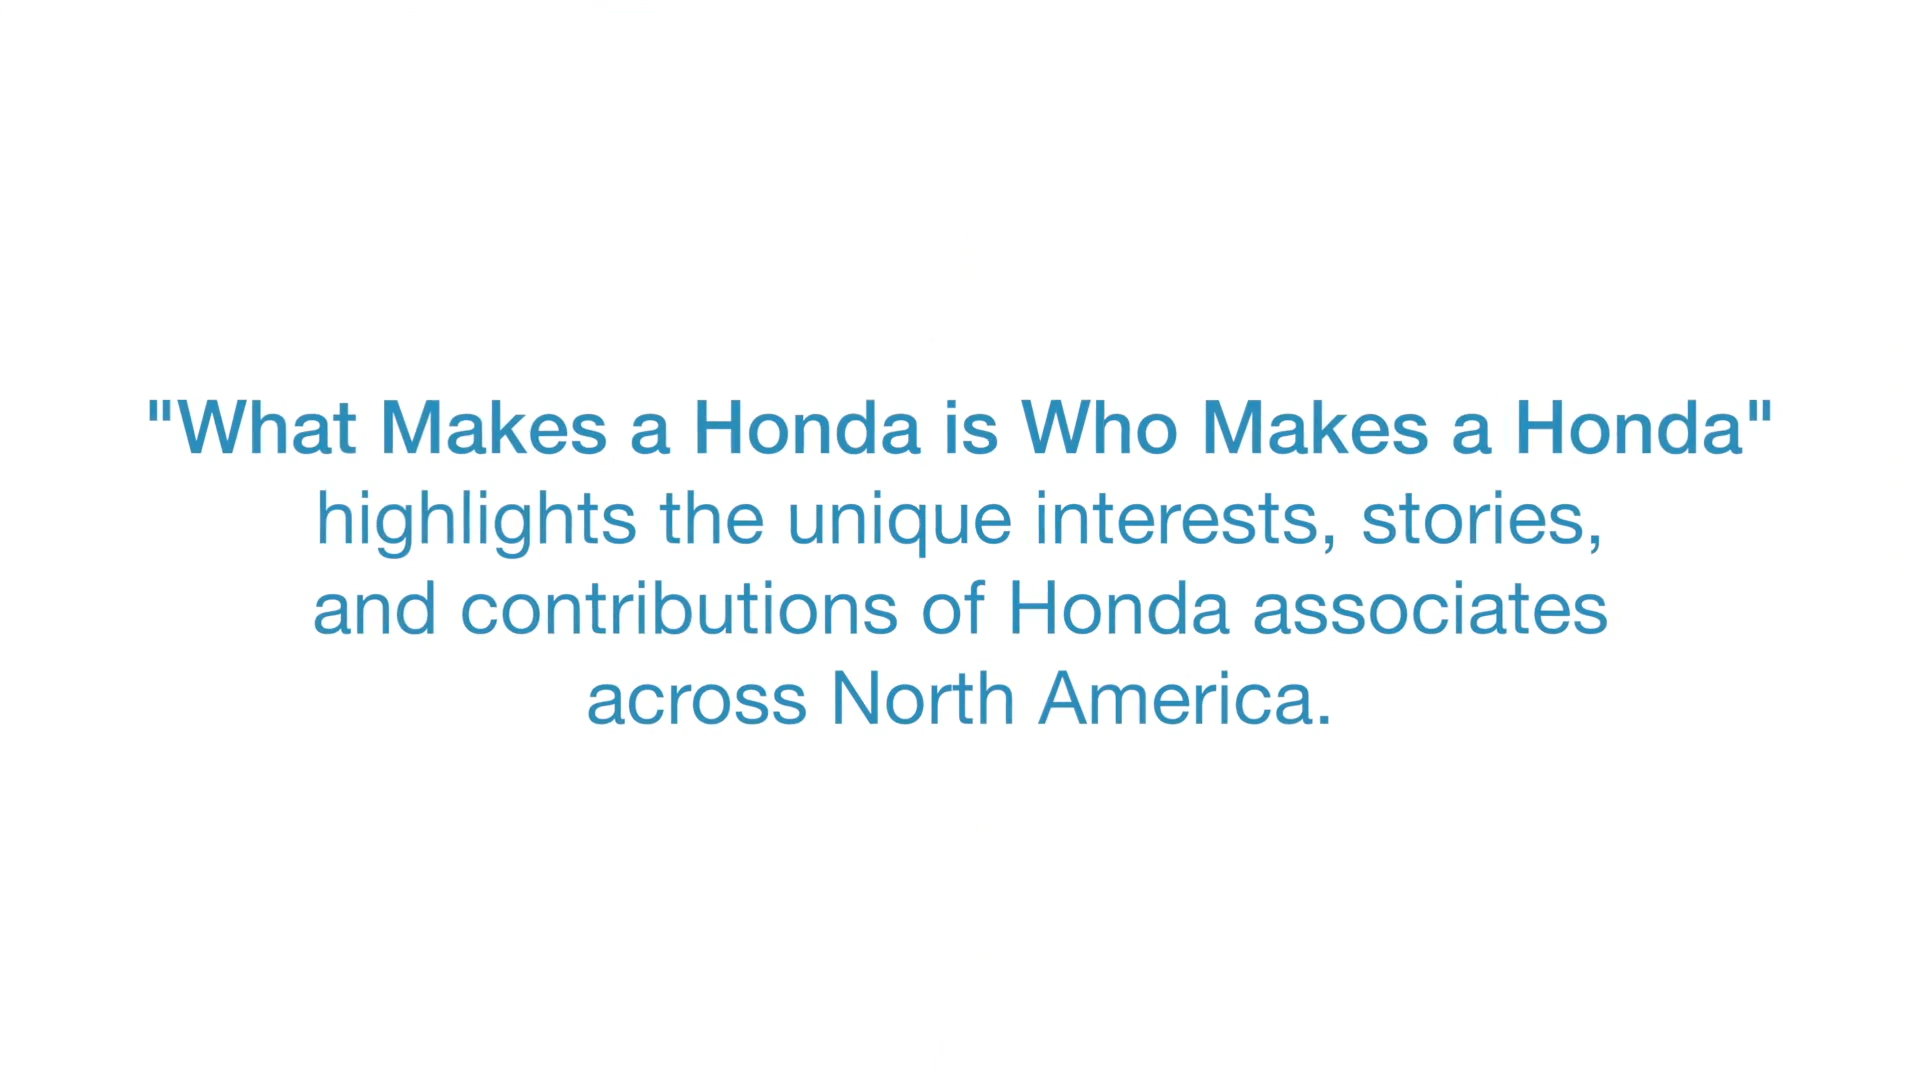 "What Makes a Honda is Who Makes a Honda"
highlights the unique interests, stories,
and contributions of Honda associates
across North America.